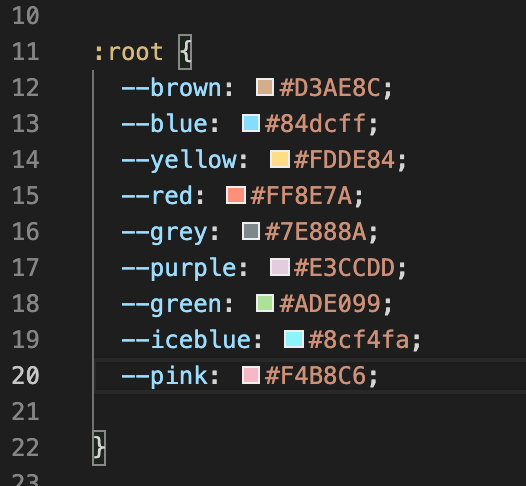 10
11 :root {
12 --brown: #D3AE8C;
13 --blue: #84dcff;
14 --yellow: #FDDE84;
15 --red: #FF8E7A;
16 --grey: #7E888A;
17 --purple: #E3CCDD;
18 --green: #ADE099;
19 --iceblue: #8cf4fa;
20 --pink: #F4B8C6;
21
22 }
23